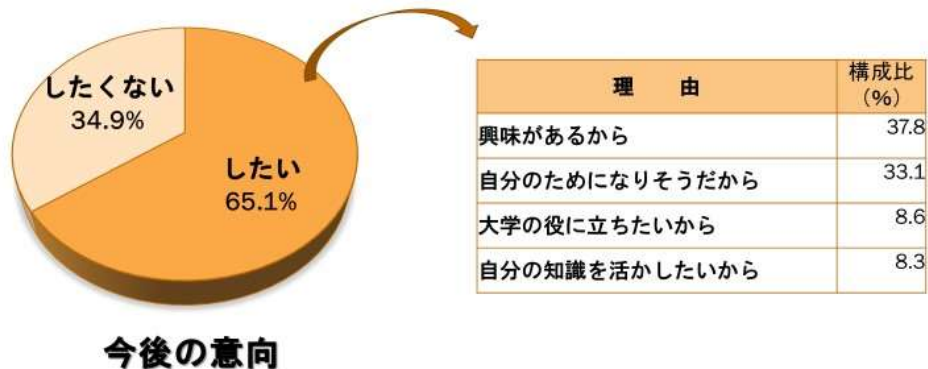 したくない
34.9%
したい
65.1%
今後の意向
理 由 構成比
(%)
興味があるから 37.8
自分のためになりそうだから 33.1
大学の役に立ちたいから 8.6
自分の知識を活かしたいから 8.3